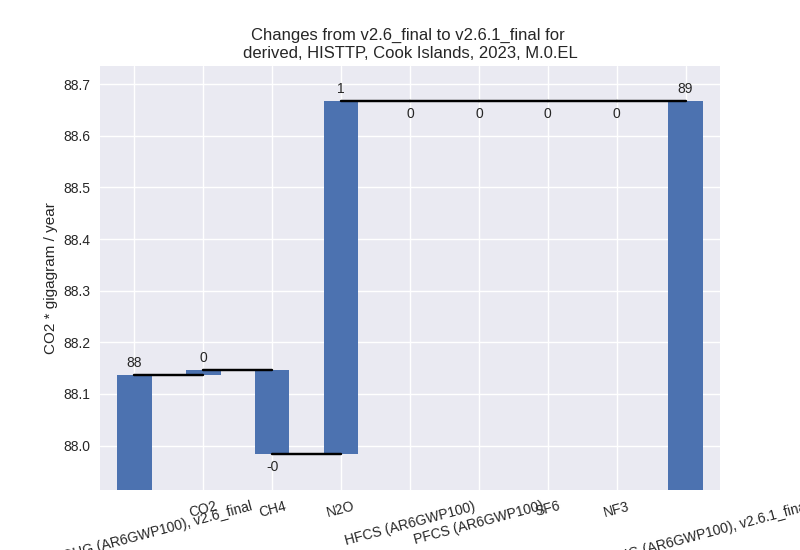 Changes from v2.6_final to v2.6.1_final for
derived, HISTTP, Cook Islands, 2023, M.0.EL
CO2 * gigagram / year
88.7
88.6
88.5
88.4
88.3
88.2
88.1
88.0
88
0
-0
1
0
0
0
0
89
(AR6GWP100), v2.6_final
CO2
CH4
N2O
HFCS (AR6GWP100)
PFCS (AR6GWP100)
SF6
NF3
(AR6GWP100), v2.6.1